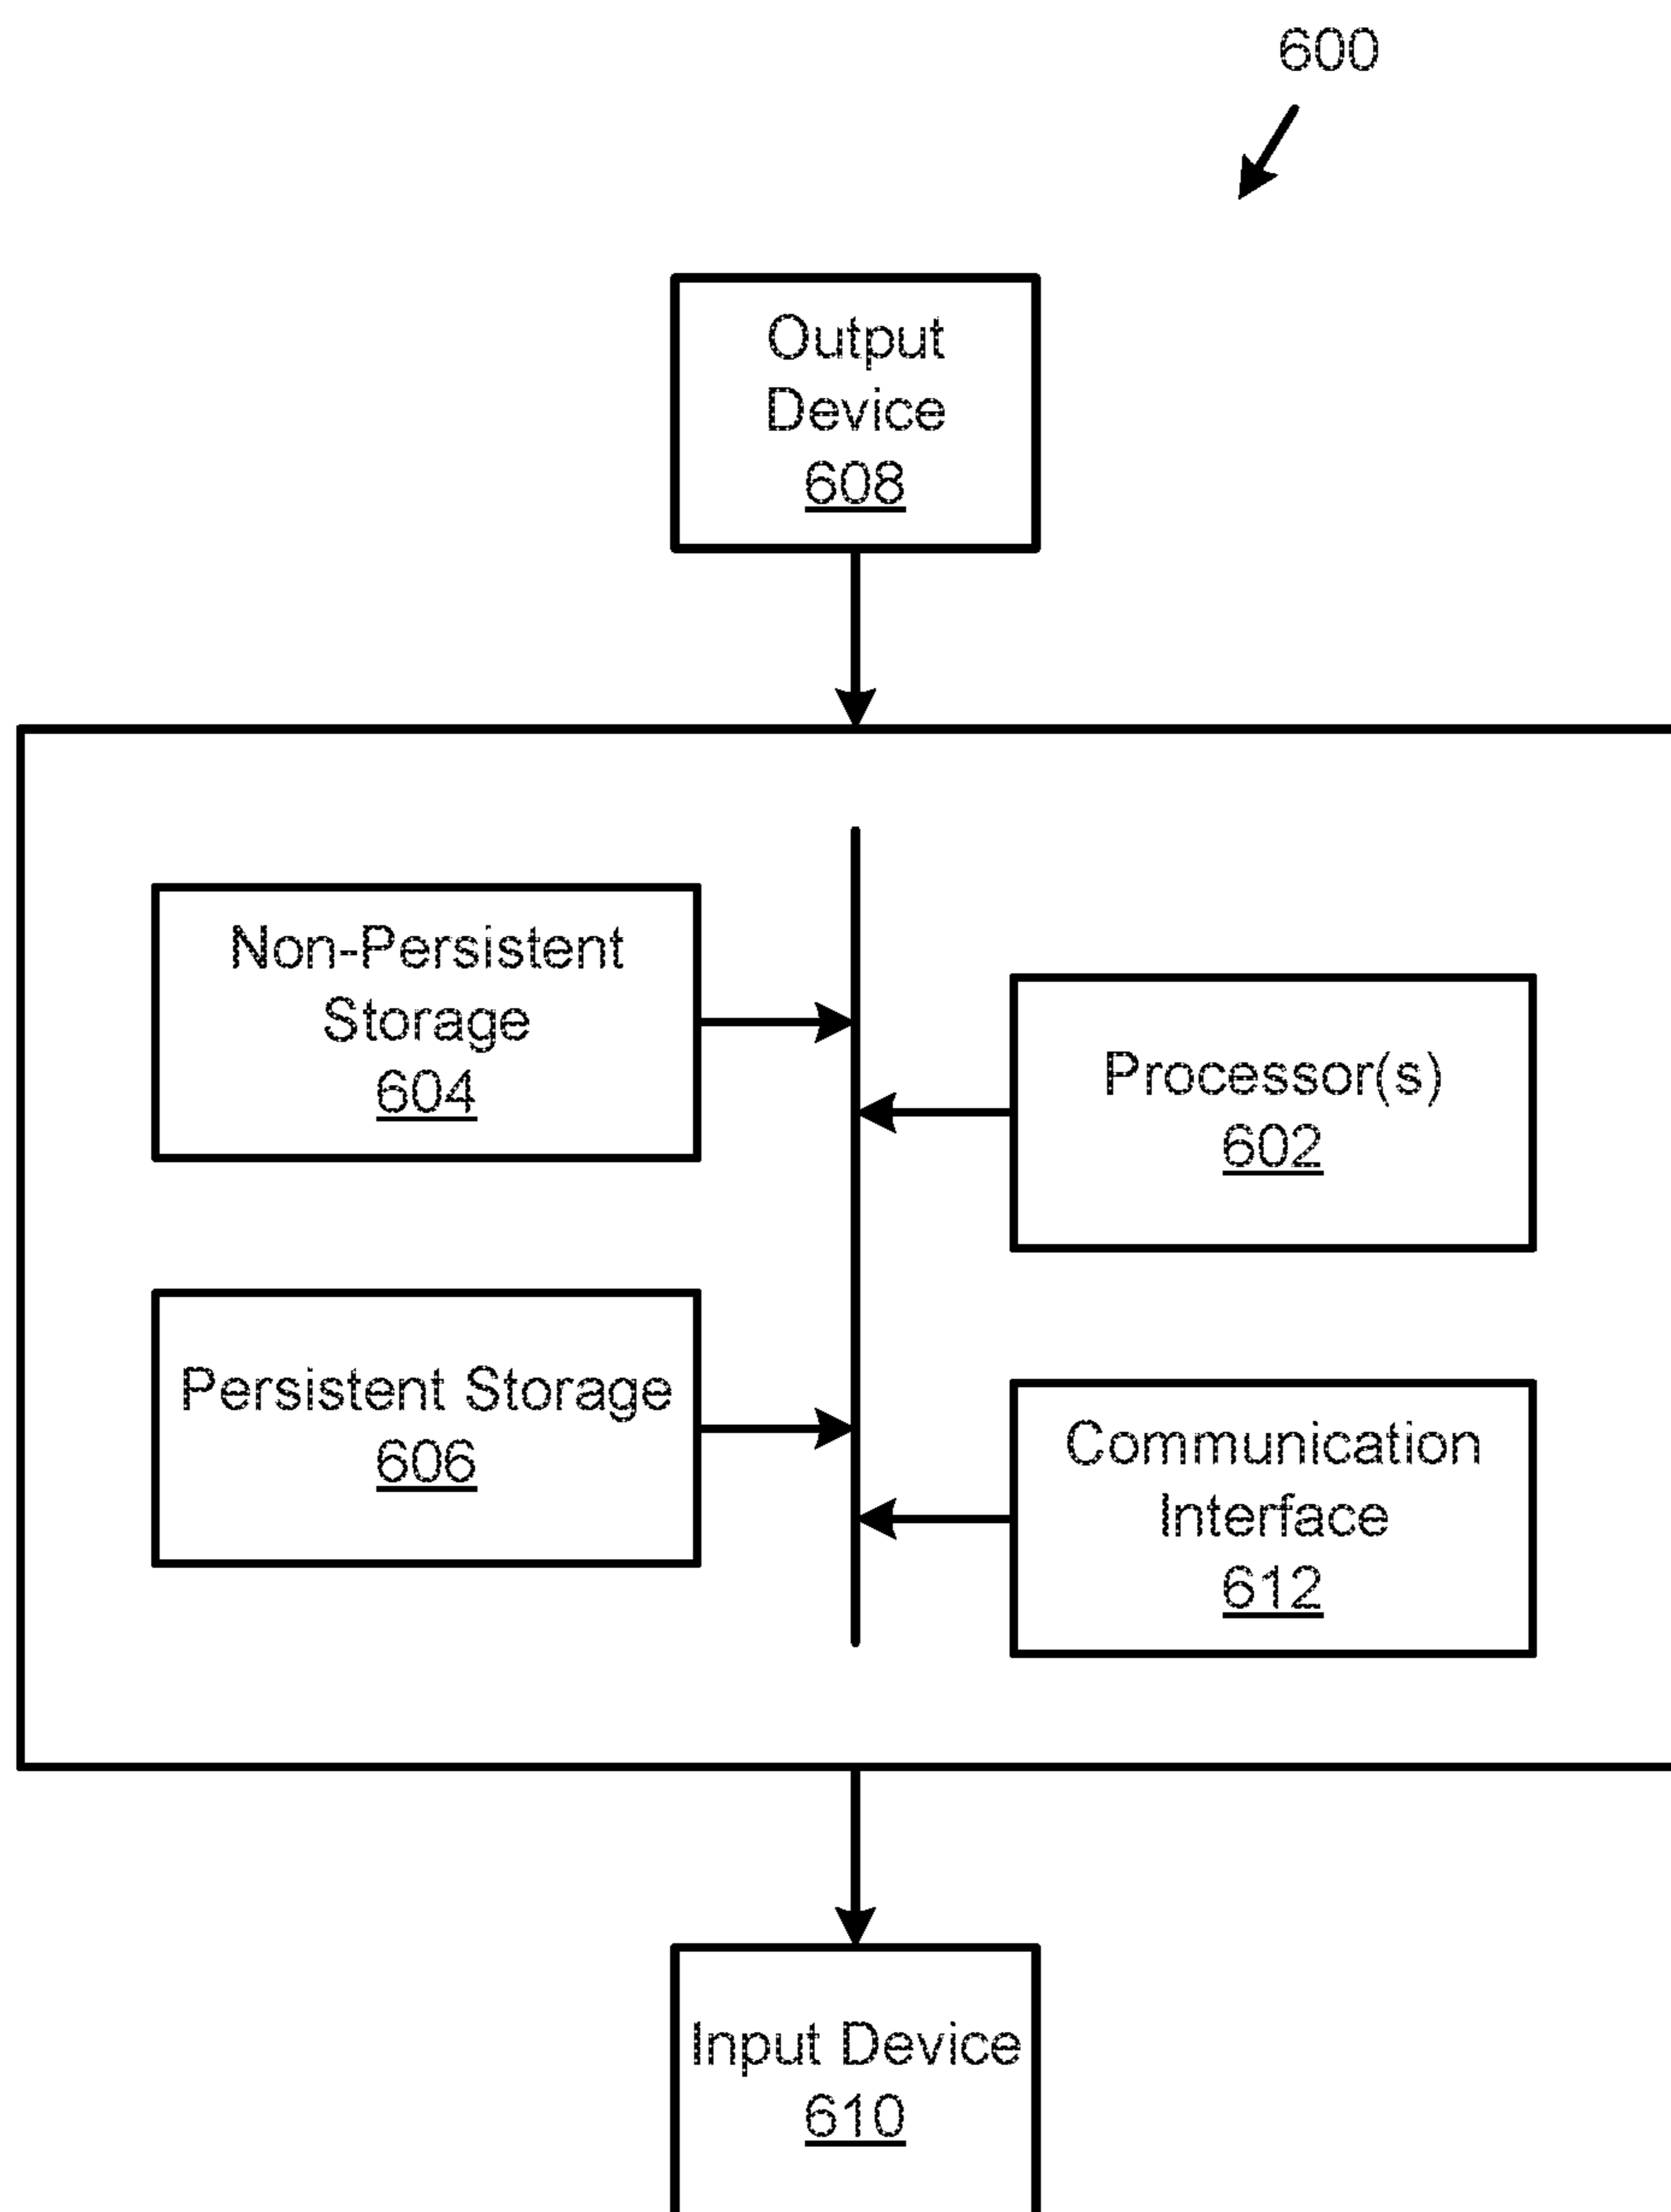 600
Output
Device
608
Non-Persistent
Storage
604
Processor(s)
602
Persistent Storage
606
Communication
Interface
612
Input Device
610